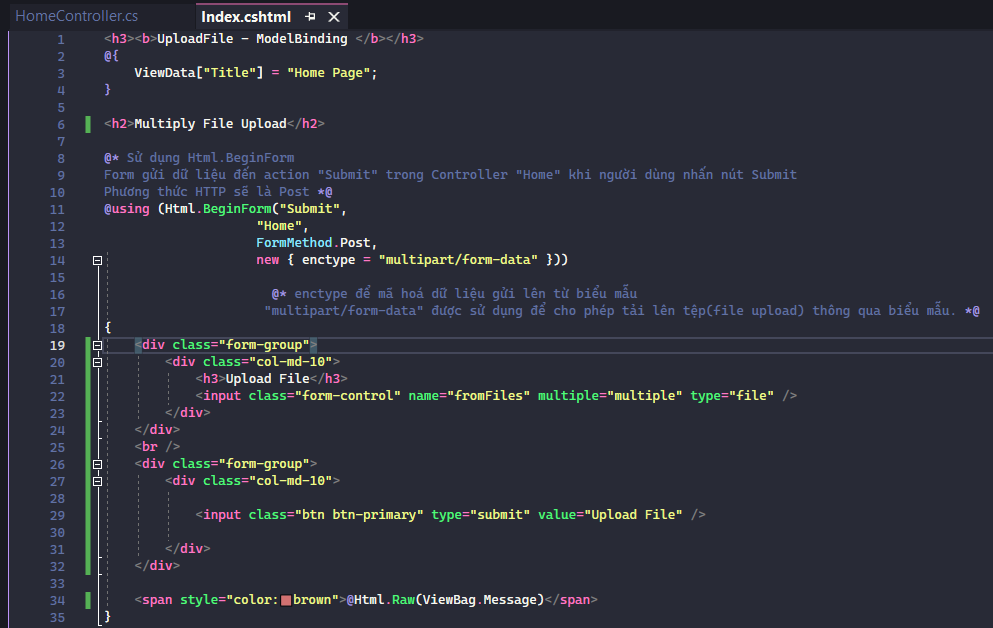 HomeController.cs
Index.cshtml
1 <h3><b>UploadFile - ModelBinding </b></h3>
2 @{
3 ViewData["Title"] = "Home Page";
4 }
5
6 <h2>Multiply File Upload</h2>
7
8 @* Sử dụng Html.BeginForm
9 Form gửi dữ liệu đến action "Submit" trong Controller "Home" khi người dùng nhấn nút Submit
10 Phương thức HTTP sẽ là Post *@
11 @using (Html.BeginForm("Submit",
12 "Home",
13 FormMethod.Post,
14 new { enctype = "multipart/form-data" }))
15
16 @* enctype để mã hoá dữ liệu gửi lên từ biểu mẫu
17 "multipart/form-data" được sử dụng để cho phép tải lên tệp(file upload) thông qua biểu mẫu. *@
18 {
19 <div class="form-group">
20 <div class="col-md-10">
21 <h3>Upload File</h3>
22 <input class="form-control" name="fromFiles" multiple="multiple" type="file" />
23 </div>
24 </div>
25 <br />
26 <div class="form-group">
27 <div class="col-md-10">
28
29 <input class="btn btn-primary" type="submit" value="Upload File" />
30
31 </div>
32 </div>
33
34 <span style="color:brown">@Html.Raw(ViewBag.Message)</span>
35 }